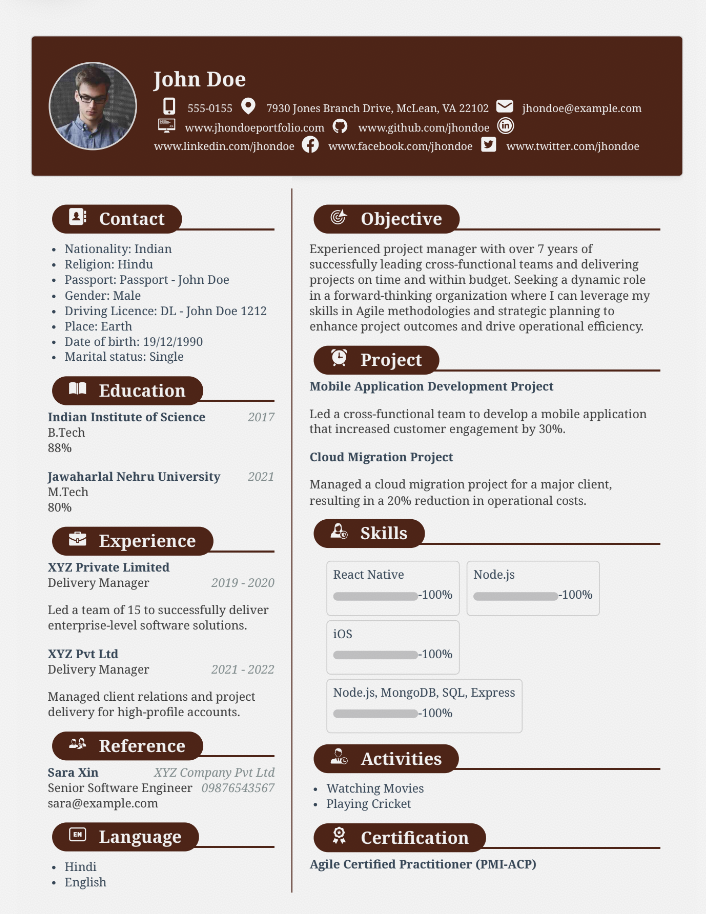 John Doe
555-0155 7930 Jones Branch Drive, McLean, VA 22102 jhondoe@example.com
www.jhondoeportfolio.com www.github.com/jhondoe in
www.linkedin.com/jhondoe www.facebook.com/jhondoe www.twitter.com/jhondoe
Contact
• Nationality: Indian
• Religion: Hindu
• Passport: Passport - John Doe
• Gender: Male
• Driving Licence: DL - John Doe 1212
• Place: Earth
• Date of birth: 19/12/1990
• Marital status: Single
Education
Indian Institute of Science 2017
B.Tech
88%
Jawaharlal Nehru University 2021
M.Tech
80%
Experience
XYZ Private Limited
Delivery Manager 2019 - 2020
Led a team of 15 to successfully deliver
enterprise-level software solutions.
XYZ Pvt Ltd
Delivery Manager 2021 - 2022
Managed client relations and project
delivery for high-profile accounts.
Reference
Sara Xin XYZ Company Pvt Ltd
Senior Software Engineer 09876543567
sara@example.com
EN Language
• Hindi
• English
Objective
Experienced project manager with over 7 years of
successfully leading cross-functional teams and delivering
projects on time and within budget. Seeking a dynamic role
in a forward-thinking organization where I can leverage my
skills in Agile methodologies and strategic planning to
enhance project outcomes and drive operational efficiency.
Project
Mobile Application Development Project
Led a cross-functional team to develop a mobile application
that increased customer engagement by 30%.
Cloud Migration Project
Managed a cloud migration project for a major client,
resulting in a 20% reduction in operational costs.
Skills
React Native Node.js
-100% -100%
iOS
-100%
Node.js, MongoDB, SQL, Express
-100%
Activities
• Watching Movies
• Playing Cricket
Certification
Agile Certified Practitioner (PMI-ACP)